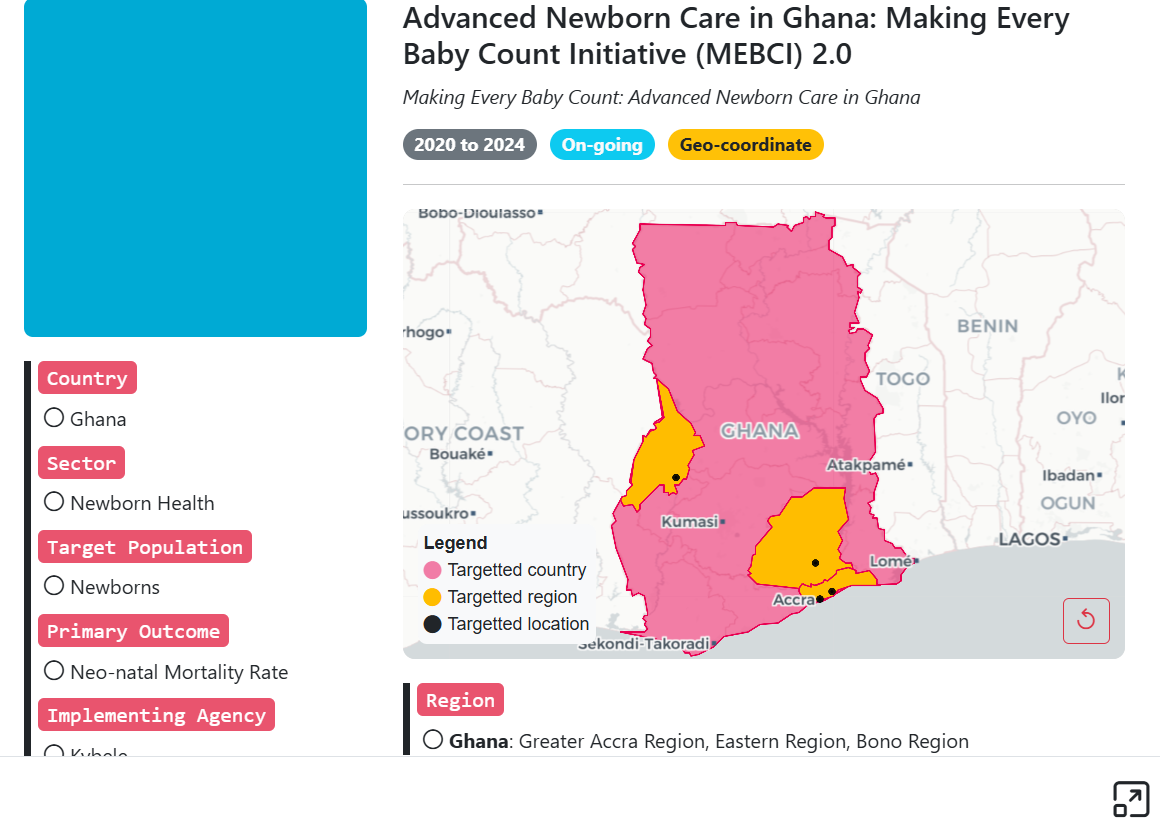 Advanced Newborn Care in Ghana: Making Every
Baby Count Initiative (MEBCI) 2.0
Making Every Baby Count: Advanced Newborn Care in Ghana
2020 to 2024
On-going
Geo-coordinate
Bobo-Dioulasso
rhogo
BENIN
TOGO
Ilor
OYO
ORY COAST
GHANA
Bouaké
Atakpamé
Ibadan
OGUN
ussoukro
Kumasi
LAGOS
Lomé
Accra
Sekondi-Takoradi
Legend
Targetted country
Targetted region
Targetted location
Country
Ghana
Sector
Newborn Health
Target Population
Newborns
Primary Outcome
Neo-natal Mortality Rate
Implementing Agency
Kybele
Region
Ghana: Greater Accra Region, Eastern Region, Bono Region